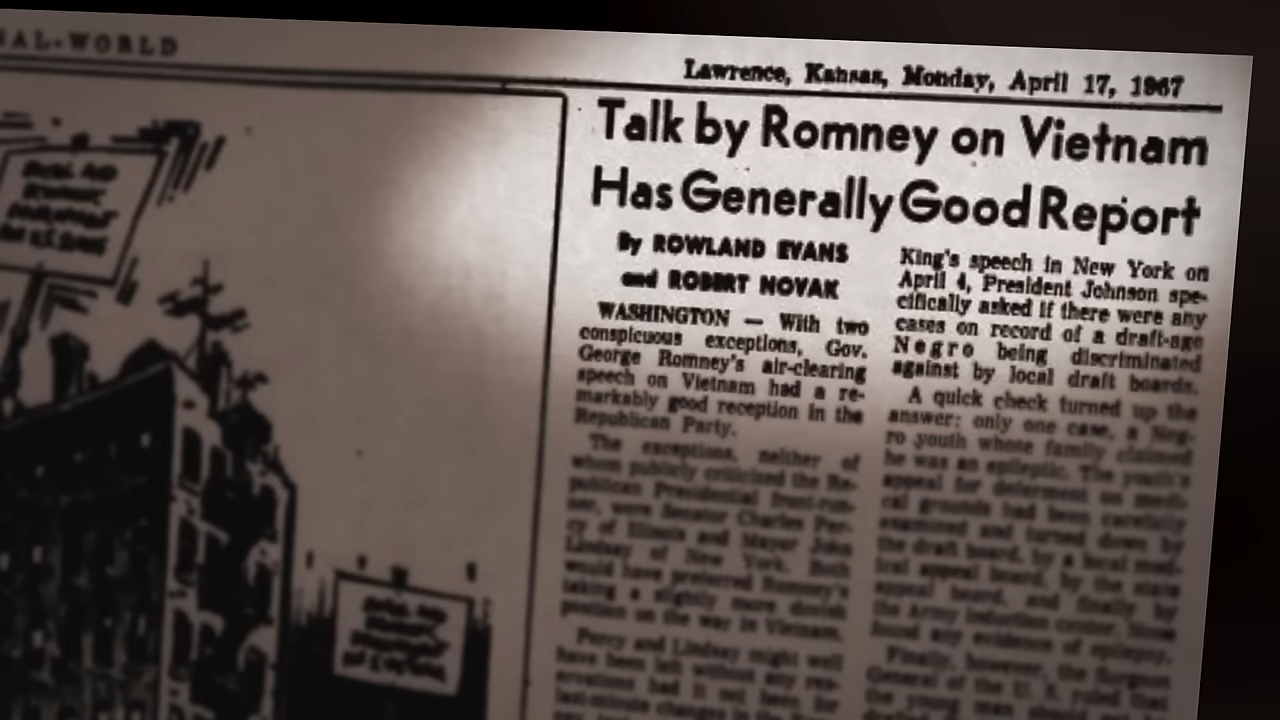 AL-WORLD
Lawrence, Kansas, Monday, April 17, 1967
Talk by Romney on Vietnam
Has Generally Good Report
By ROWLAND EVANS
and ROBERT NOVAK
WASHINGTON — With two
conspicuous exceptions, Gov.
George Romney's air-clearing
speech on Vietnam had a re-
markably good reception in the
Republican Party.
The exceptions, neither of
whom publicly criticized the Re-
publican Presidential front-run-
ner, were Senator Charles Per-
cy of Illinois and Mayor John
Lindsay of New York. Both
would have preferred Romney's
taking a slightly more dovish
position on the war in Vietnam.
Percy and Lindsay might well
have been left without any res-
ervations had it not been for
last-minute changes in the
King's speech in New York on
April 4, President Johnson spe-
cifically asked if there were any
cases on record of a draft-age
Negro being discriminated
against by local draft boards.
A quick check turned up the
answer: only one case, a Neg-
ro youth whose family claimed
he was an epileptic. The youth's
appeal for deferment on medi-
cal grounds had been carefully
examined and turned down by
the draft board, by a local med-
ical appeal board, by the state
appeal board, and finally by
the Army induction center. None
found any evidence of epilepsy.
Finally, however, the Surgeon
General of the U. S. ruled that
the young man should